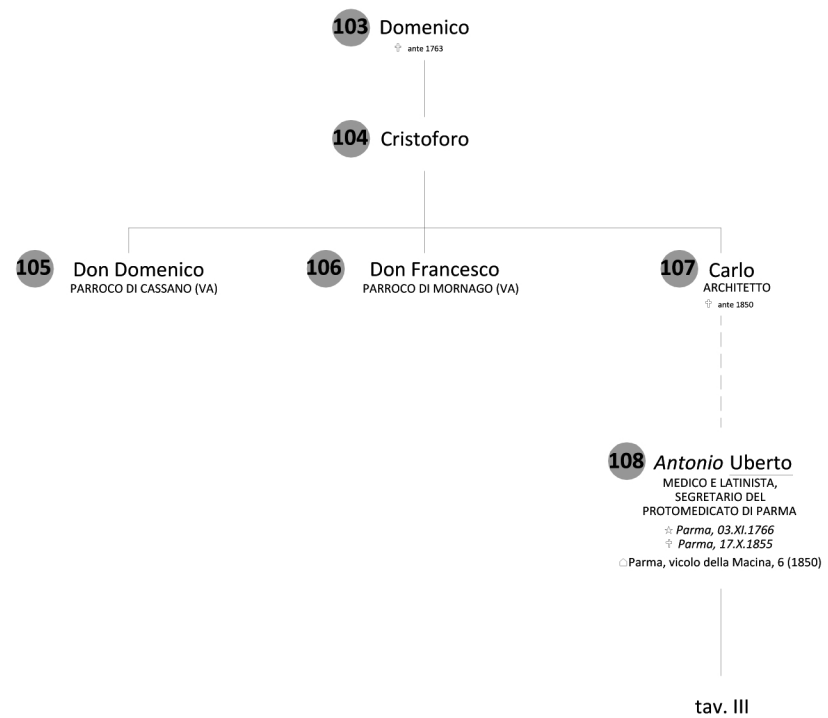 103 Domenico
✞ ante 1763
104 Cristoforo
105 Don Domenico
PARROCO DI CASSANO (VA)
106 Don Francesco
PARROCO DI MORNAGO (VA)
107 Carlo
ARCHITETTO
✞ ante 1850
108 Antonio Uberto
MEDICO E LATINISTA,
SEGRETARIO DEL
PROTOMEDICATO DI PARMA
☆ Parma, 03.XI.1766
✞ Parma, 17.X.1855
Parma, vicolo della Macina, 6 (1850)
tav. III